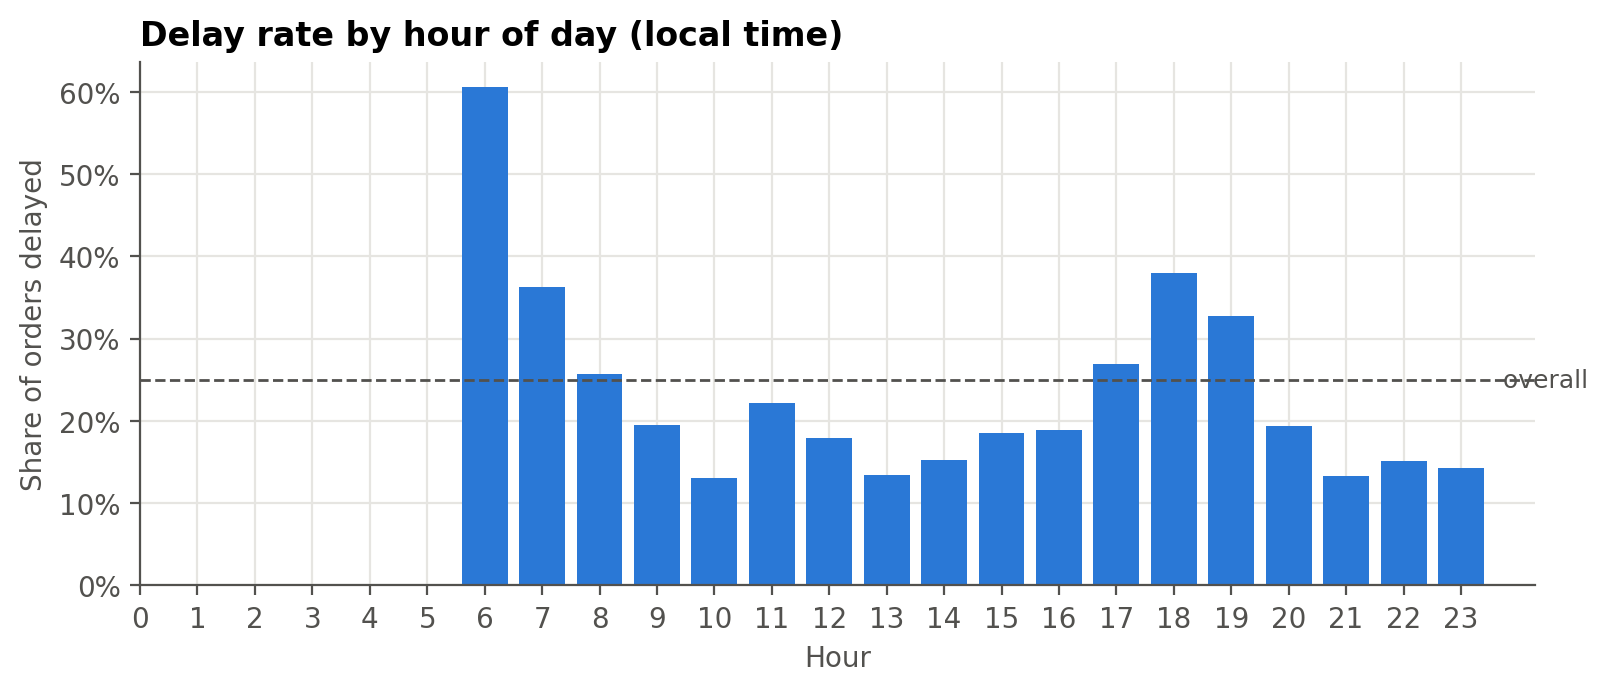 Delay rate by hour of day (local time)
Share of orders delayed
60%
50%
40%
30%
20%
10%
0%
overall
0 1 2 3 4 5 6 7 8 9 10 11 12 13 14 15 16 17 18 19 20 21 22 23
Hour